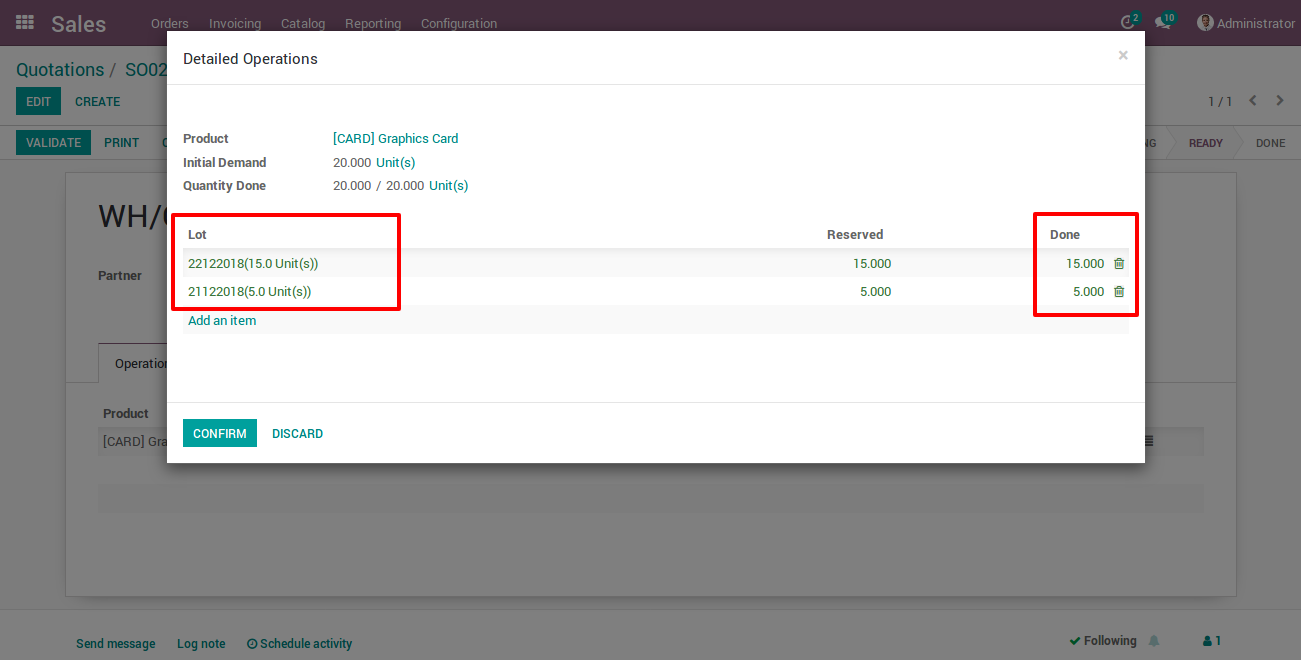 Sales Orders Invoicing Catalog Reporting Configuration 2 10 Administrator
Detailed Operations ×
Quotations / SO02
EDIT CREATE 1 / 1
VALIDATE PRINT READY DONE
Product [CARD] Graphics Card
Initial Demand 20.000 Unit(s)
Quantity Done 20.000 / 20.000 Unit(s)
WH/
Lot Reserved Done
22122018(15.0 Unit(s)) 15.000 15.000
Partner
21122018(5.0 Unit(s)) 5.000 5.000
Add an item
Operation
Product
[CARD] Gra
CONFIRM DISCARD
Send message Log note Schedule activity Following 1